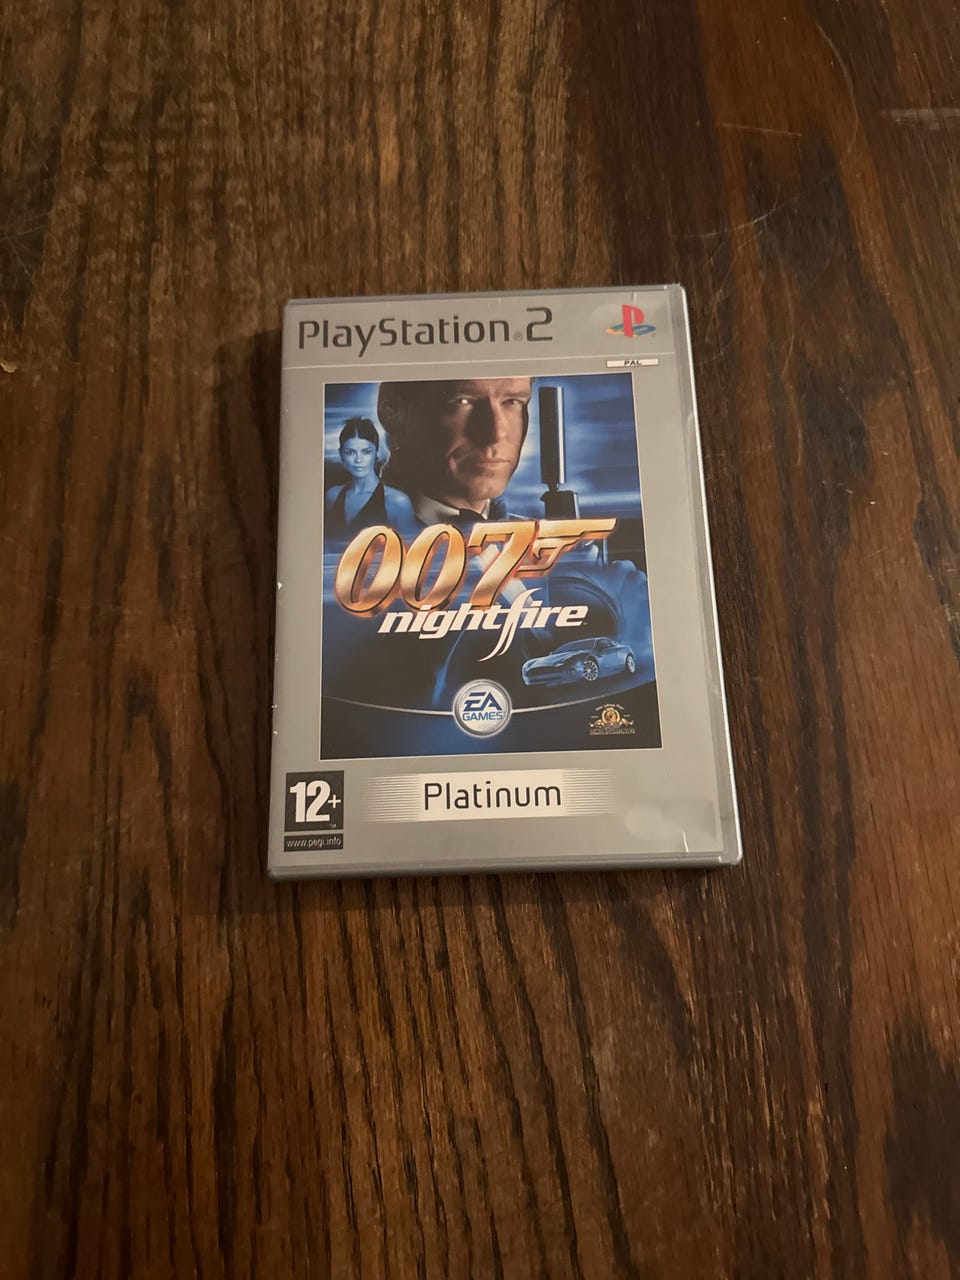 PlayStation®2
PAL
007
nightfire
EA
GAMES
12+
www.pegi.info
Platinum